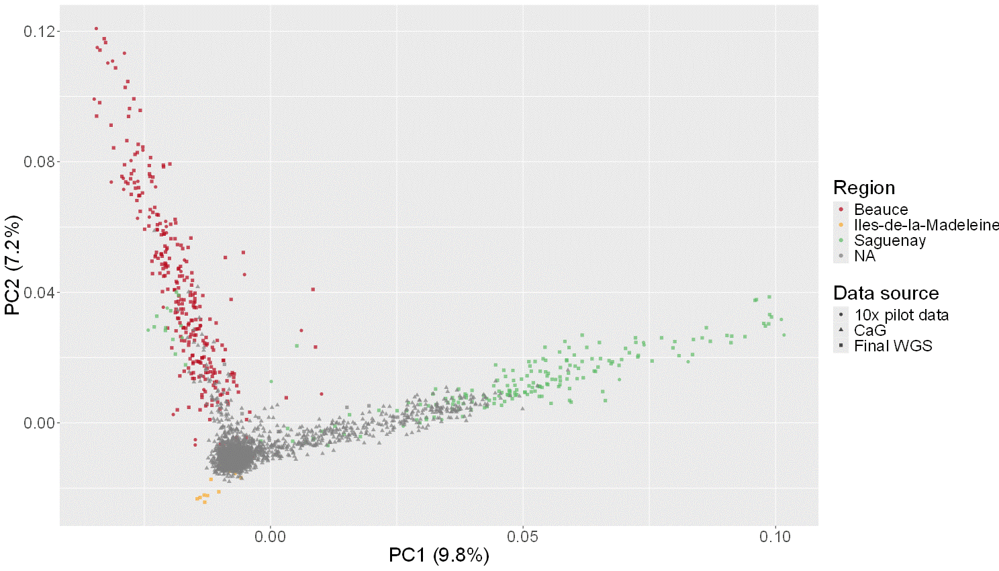 0.12
0.08
0.04
0.00
PC2 (7.2%)
0.00
0.05
0.10
PC1 (9.8%)
Region
Beauce
Iles-de-la-Madeleine
Saguenay
NA
Data source
10x pilot data
CaG
Final WGS